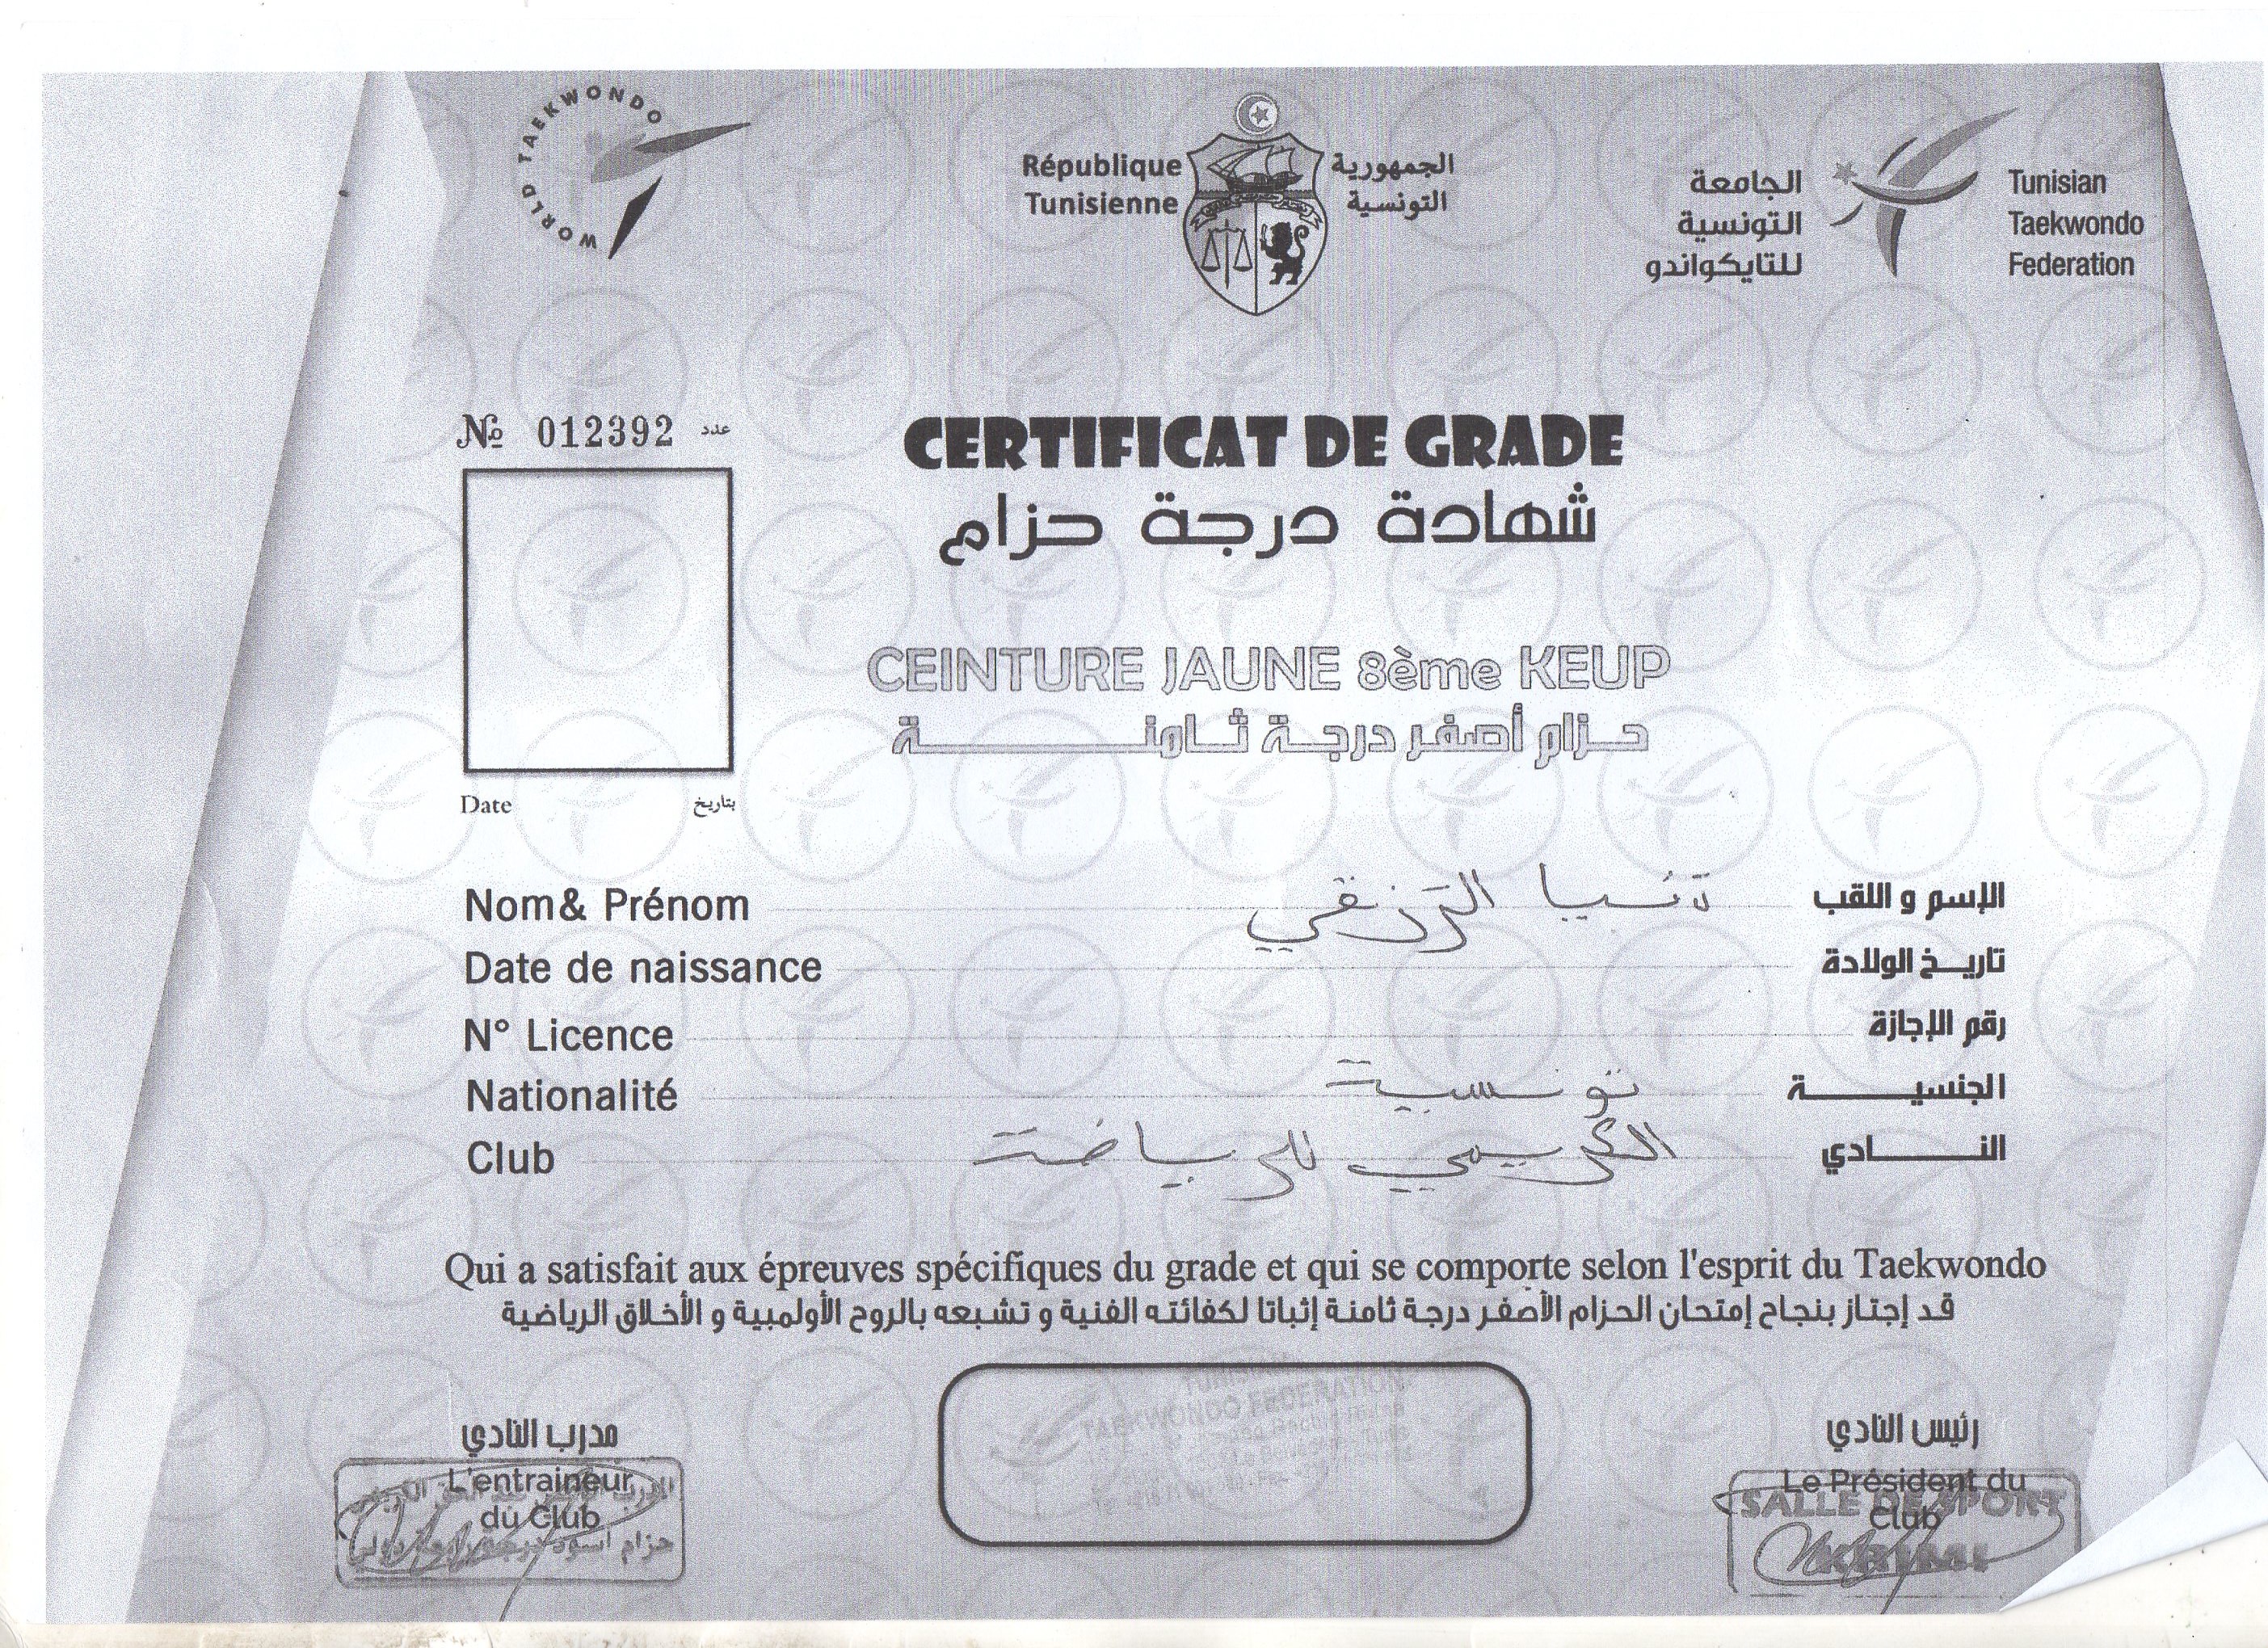 WORLD TAEKWONDO
République
Tunisienne
الجمهورية
التونسية
الجامعة
التونسية
للتايكواندو
Tunisian
Taekwondo
Federation
№ 012392 عدد
CERTIFICAT DE GRADE
شهادة درجة حزام
CEINTURE JAUNE 8ème KEUP
حزام أصفر درجة ثامنة
Date بتاريخ
Nom& Prénom الإسم و اللقب
Date de naissance تاريخ الولادة
N° Licence رقم الإجازة
Nationalité تونسية الجنسية
Club الكريمي للرياضة النادي
Qui a satisfait aux épreuves spécifiques du grade et qui se comporte selon l'esprit du Taekwondo
قد إجتاز بنجاح إمتحان الحزام الأصفر درجة ثامنة إثباتا لكفائته الفنية و تشبعه بالروح الأولمبية و الأخلاق الرياضية
مدرب النادي
L'entraineur
du Club
TAEKWONDO FEDERATION
رئيس النادي
Le Président du
Club
SALLE DE SPORT
KRIMI